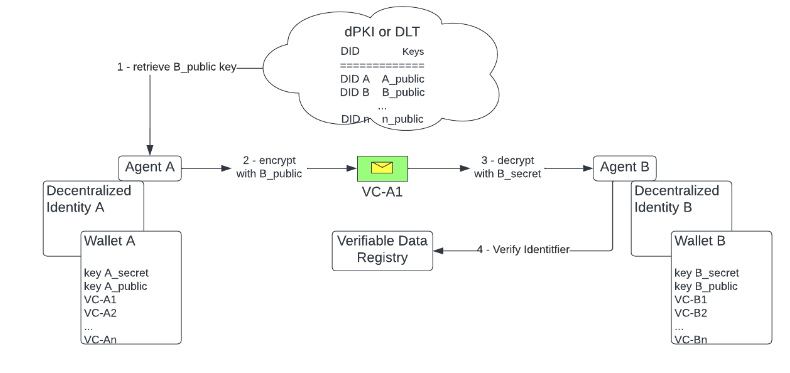 dPKI or DLT
DID Keys
=============
DID A A_public
DID B B_public
...
DID n n_public
1 - retrieve B_public key
Agent A
2 - encrypt
with B_public
VC-A1
3 - decrypt
with B_secret
Agent B
Decentralized
Identity A
Wallet A
key A_secret
key A_public
VC-A1
VC-A2
...
VC-An
Verifiable Data
Registry
4 - Verify Identitfier
Decentralized
Identity B
Wallet B
key B_secret
key B_public
VC-B1
VC-B2
...
VC-Bn